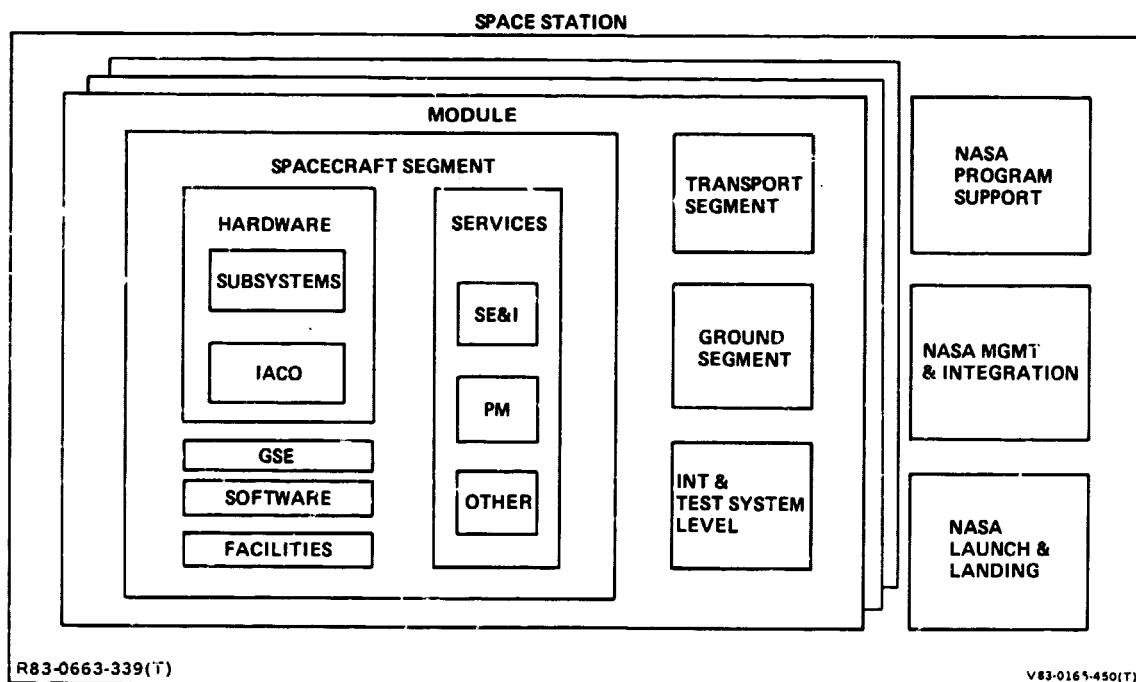 SPACE STATION
MODULE
SPACECRAFT SEGMENT
HARDWARE
SUBSYSTEMS
IACO
GSE
SOFTWARE
FACILITIES
SERVICES
SE&I
PM
OTHER
TRANSPORT
SEGMENT
GROUND
SEGMENT
INT &
TEST SYSTEM
LEVEL
NASA
PROGRAM
SUPPORT
NASA MGMT
& INTEGRATION
NASA
LAUNCH &
LANDING
R83-0663-339(T)
V83-0165-450(T)